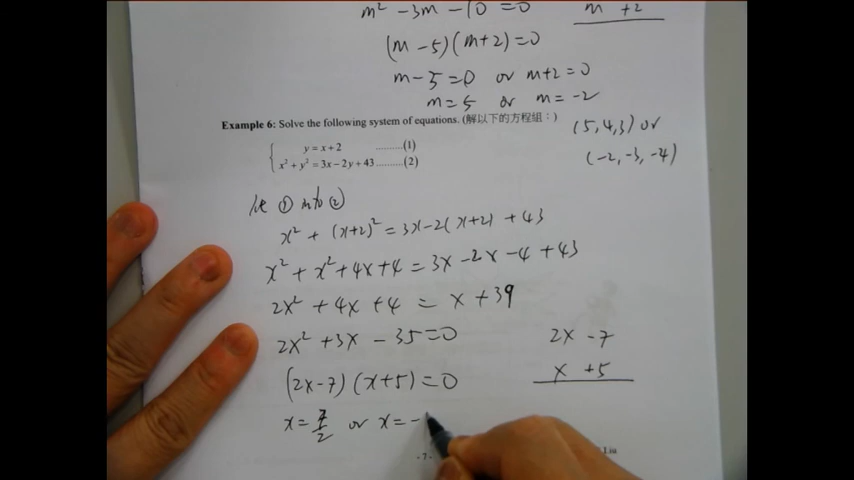 m² - 3m - 10 = 0
m + 2
(m - 5)(m + 2) = 0
m - 5 = 0 or m + 2 = 0
m = 5 or m = -2
Example 6: Solve the following system of equations. (解以下的方程組：)
(5, 4, 3) or
(-2, -3, -4)
y = x + 2 ..........(1)
x² + y² = 3x - 2y + 43 ..........(2)
① into ②
x² + (x+2)² = 3x - 2(x+2) + 43
x² + x² + 4x + 4 = 3x - 2x - 4 + 43
2x² + 4x + 4 = x + 39
2x² + 3x - 35 = 0
2x - 7
(2x - 7)(x + 5) = 0
x + 5
x = 7/2 or x = -
- 7 -